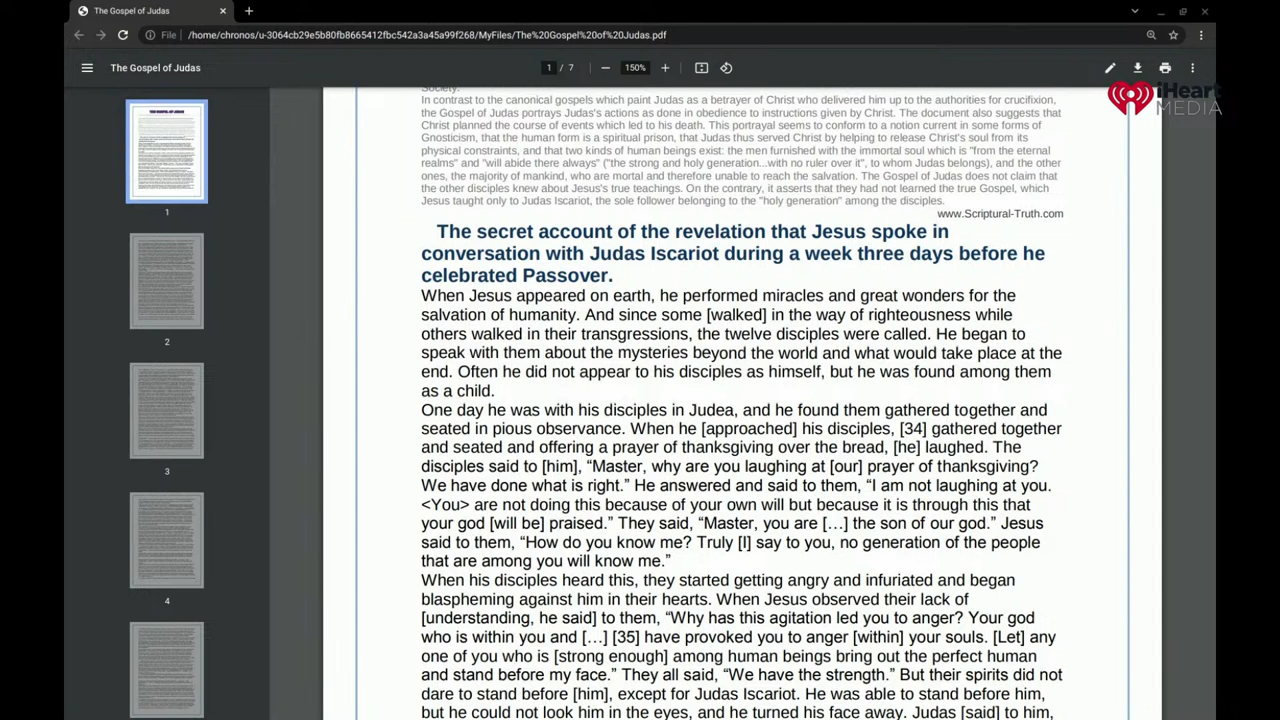 The Gospel of Judas
File /home/chronos/u-3064cb29e5b80fb8665412fbc542a3a45a99f268/MyFiles/The%20Gospel%20of%20Judas.pdf
The Gospel of Judas
1 / 7
150%
iHeart
MEDIA
THE GOSPEL OF JUDAS
1
2
3
4
Society.
In contrast to the canonical gospels which paint Judas as a betrayer of Christ who delivered him up to the authorities for crucifixion,
the Gospel of Judas portrays Judas's actions as done in obedience to instructions given by Christ. The document also suggests that
Christ planned the course of events which led to his death. This portrayal seems to conform to a notion, current in some forms of
Gnosticism, that the human form is a spiritual prison, that Judas thus served Christ by helping to release Christ's soul from its
physical constraints, and that two kinds of human beings exist: the men furnished with the immortal soul which is "from the eternal
realms" and "will abide there always" ("the strong and holy generation... with no ruler over it", to whom Judas belongs), and the other
ones, the majority of mankind, who are mortal and therefore unable to reach the salvation. The Gospel of Judas does not claim that
the other disciples knew about Jesus's true teachings. On the contrary, it asserts that they had not learned the true Gospel, which
Jesus taught only to Judas Iscariot, the sole follower belonging to the "holy generation" among the disciples.
www.Scriptural-Truth.com
The secret account of the revelation that Jesus spoke in
conversation with Judas Iscariot during a week three days before he
celebrated Passover.
When Jesus appeared on earth, he performed miracles and great wonders for the
salvation of humanity. And since some [walked] in the way of righteousness while
others walked in their transgressions, the twelve disciples were called. He began to
speak with them about the mysteries beyond the world and what would take place at the
end. Often he did not appear to his disciples as himself, but he was found among them
as a child.
One day he was with his disciples in Judea, and he found them gathered together and
seated in pious observance. When he [approached] his disciples, [34] gathered together
and seated and offering a prayer of thanksgiving over the bread, [he] laughed. The
disciples said to [him], "Master, why are you laughing at [our] prayer of thanksgiving?
We have done what is right." He answered and said to them, "I am not laughing at you.
<You> are not doing this because of your own will but because it is through this that
your god [will be] praised." They said, "Master, you are [...] the son of our god." Jesus
said to them, "How do you know me? Truly [I] say to you, no generation of the people
that are among you will know me."
When his disciples heard this, they started getting angry and infuriated and began
blaspheming against him in their hearts. When Jesus observed their lack of
[understanding, he said] to them, "Why has this agitation led you to anger? Your god
who is within you and [...] have provoked you to anger [within] your souls. [Let] any
one of you who is [strong enough] among human beings bring out the perfect human
and stand before my face." They all said, "We have the strength." But their spirits did not
dare to stand before [him], except for Judas Iscariot. He was able to stand before him,
but he could not look him in the eyes, and he turned his face away. Judas [said] to him,